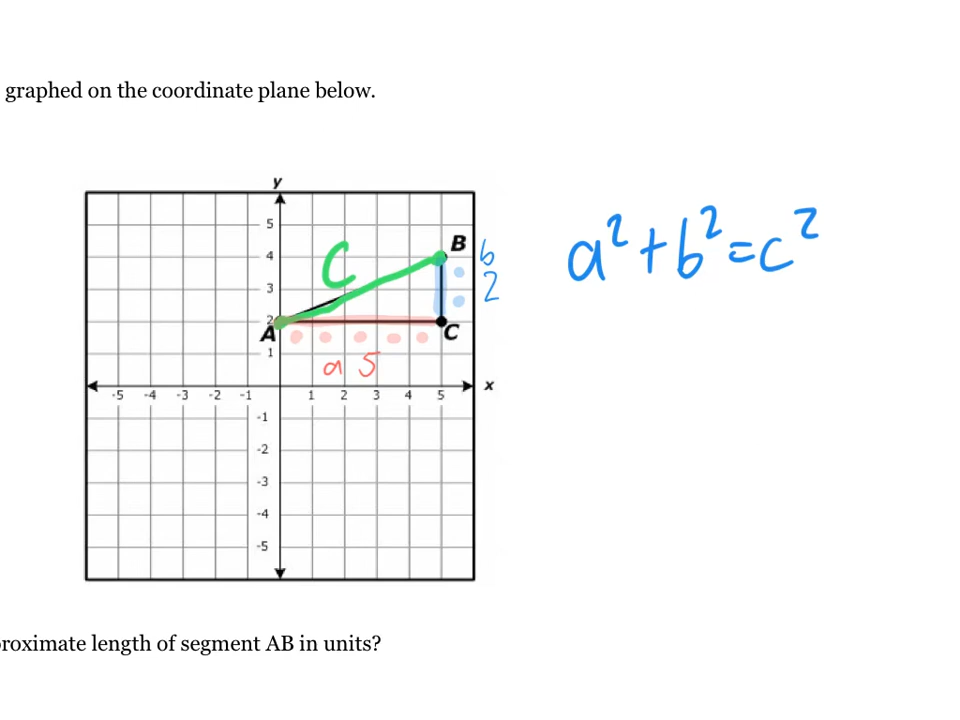 graphed on the coordinate plane below.
y
5
4
3
2
1
-1
-2
-3
-4
-5
-5 -4 -3 -2 -1 1 2 3 4 5
x
A
B
C
C
b
2
a 5
a²+b²=c²
proximate length of segment AB in units?